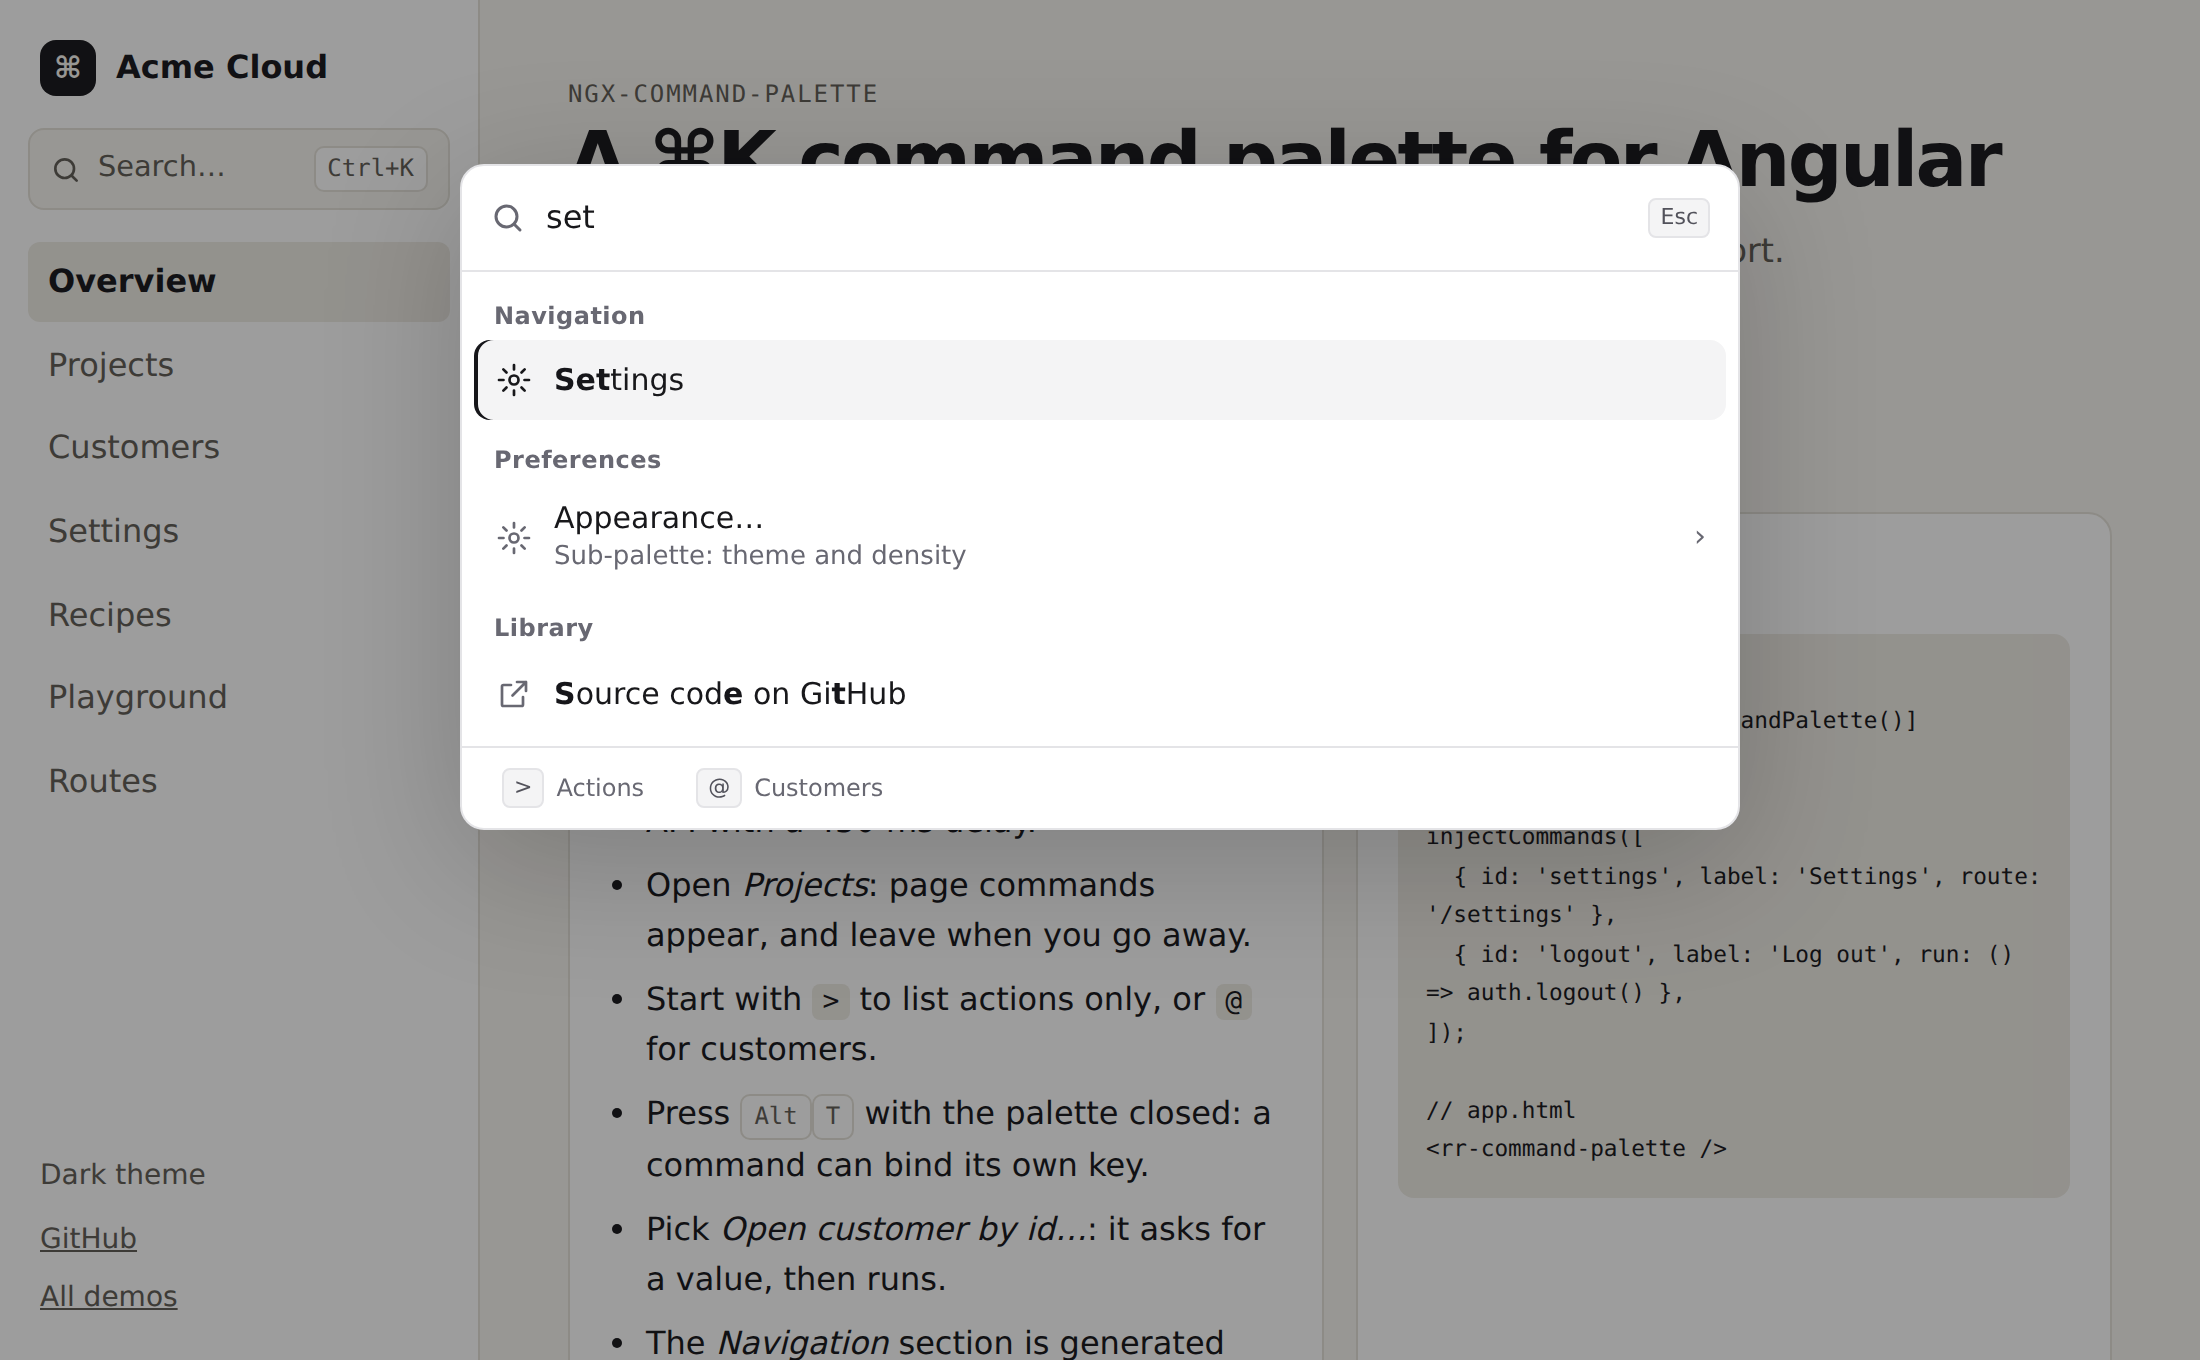 ⌘ Acme Cloud
Search… Ctrl+K
Overview
Projects
Customers
Settings
Recipes
Playground
Routes
Dark theme
GitHub
All demos
NGX-COMMAND-PALETTE
A ⌘K command palette for Angular
set Esc
Navigation
Settings
Preferences
Appearance…
Sub-palette: theme and density
›
Library
Source code on GitHub
> Actions @ Customers
Open Projects: page commands
appear, and leave when you go away.
Start with > to list actions only, or @
for customers.
Press Alt T with the palette closed: a
command can bind its own key.
Pick Open customer by id…: it asks for
a value, then runs.
The Navigation section is generated
injectCommands([
{ id: 'settings', label: 'Settings', route:
'/settings' },
{ id: 'logout', label: 'Log out', run: ()
=> auth.logout() },
]);
// app.html
<rr-command-palette />